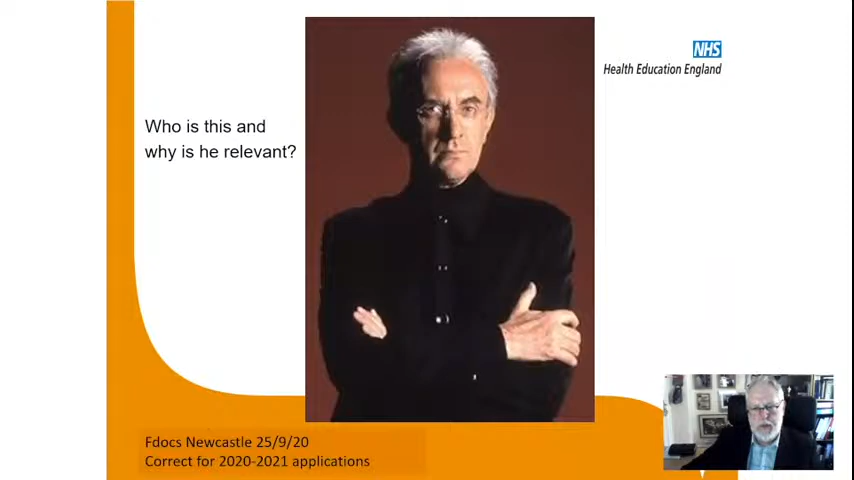 NHS
Health Education England
Who is this and
why is he relevant?
Fdocs Newcastle 25/9/20
Correct for 2020-2021 applications